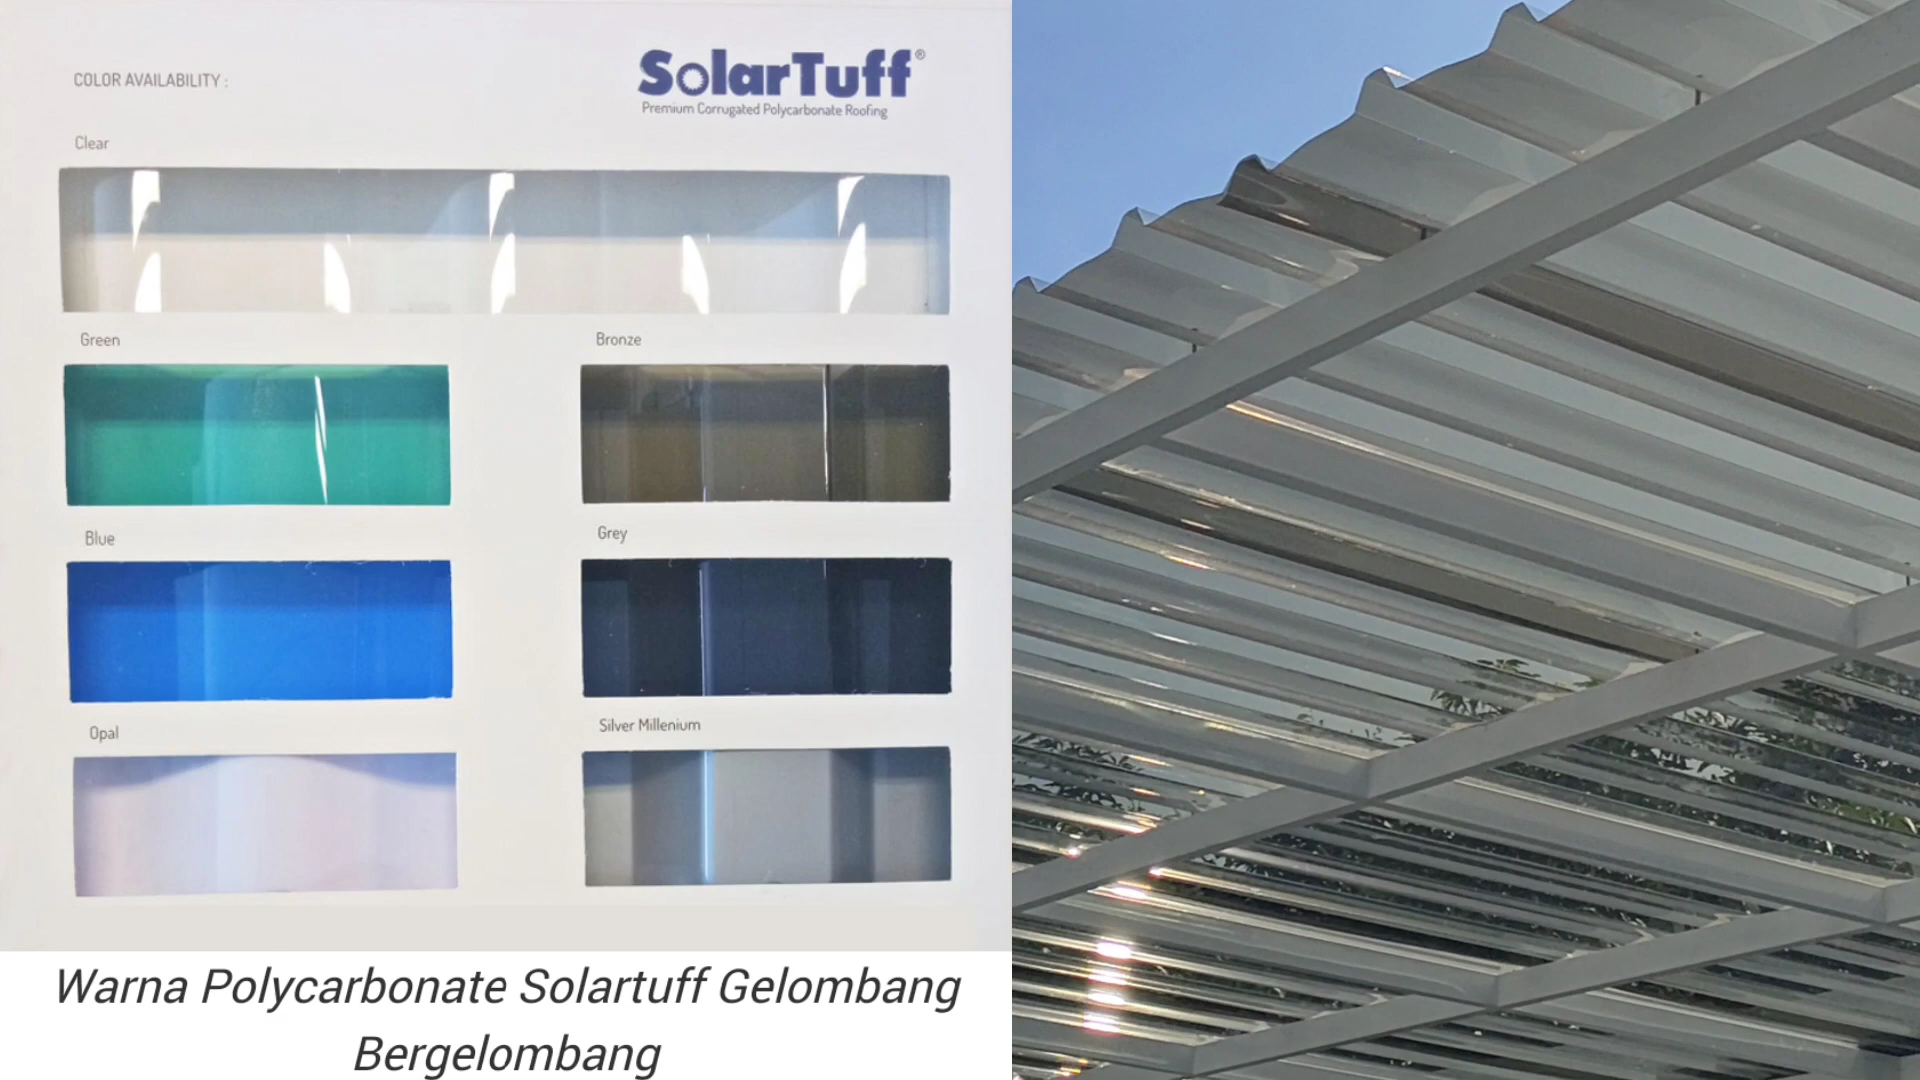 COLOR AVAILABILITY :
SolarTuff®
Premium Corrugated Polycarbonate Roofing
Clear
Green
Bronze
Blue
Grey
Opal
Silver Millenium
Warna Polycarbonate Solartuff Gelombang
Bergelombang